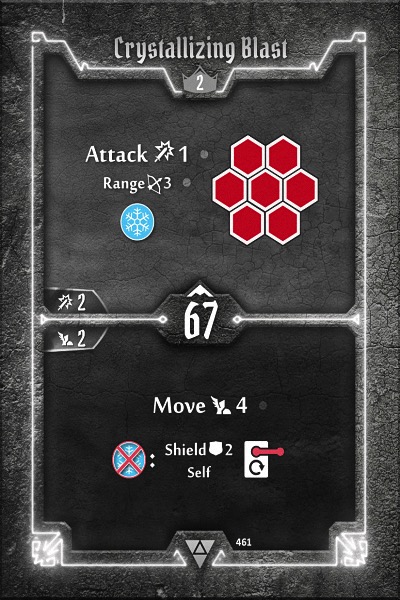 Crystallizing Blast
2
Attack 1
Range 3
2
67
2
Move 4
: Shield 2
Self
461